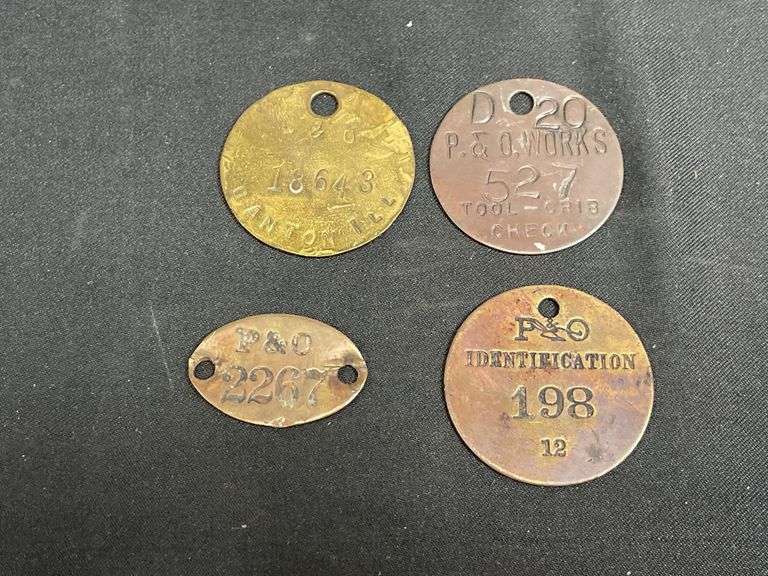 & O
18643
CANTON ILL
D. 20
P. & O. WORKS
527
TOOL-CRIB
CHECK
P & O
2267
P&O
IDENTIFICATION
198
12